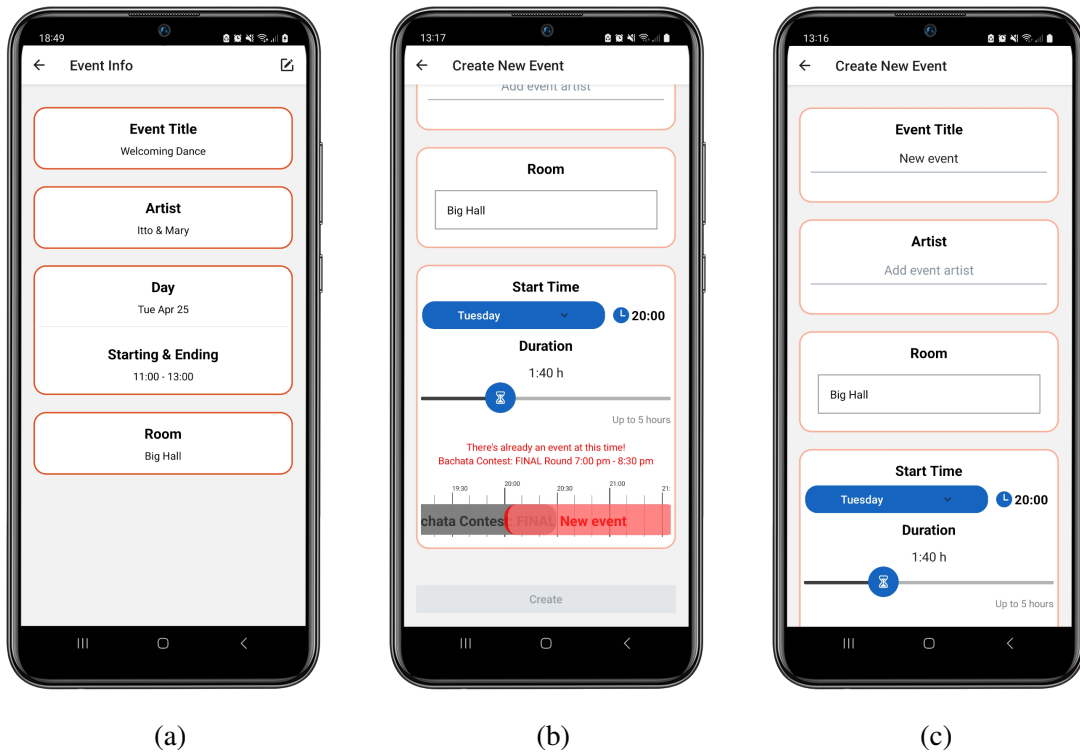 18:49
Event Info
Event Title
Welcoming Dance
Artist
Itto & Mary
Day
Tue Apr 25
Starting & Ending
11:00 - 13:00
Room
Big Hall
(a)
13:17
Create New Event
Add event artist
Room
Big Hall
Start Time
Tuesday 20:00
Duration
1:40 h
Up to 5 hours
There's already an event at this time!
Bachata Contest: FINAL Round 7:00 pm - 8:30 pm
19:30 20:00 20:30 21:00 21:
chata Contest: FINAL New event
Create
(b)
13:16
Create New Event
Event Title
New event
Artist
Add event artist
Room
Big Hall
Start Time
Tuesday 20:00
Duration
1:40 h
Up to 5 hours
(c)